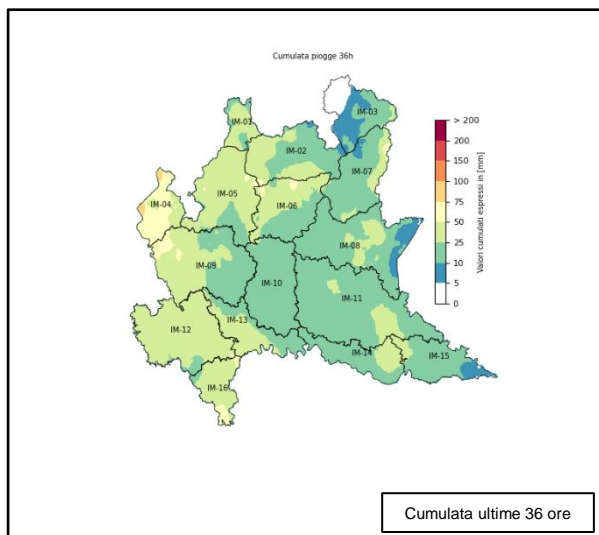 Cumulata piogge 36h
IM-03
IM-01
IM-02
IM-07
IM-05
IM-04
IM-06
IM-08
IM-09
IM-10
IM-11
IM-13
IM-12
IM-14
IM-15
IM-16
> 200
200
150
100
75
50
25
10
5
0
Valori cumulati espressi in [mm]
Cumulata ultime 36 ore